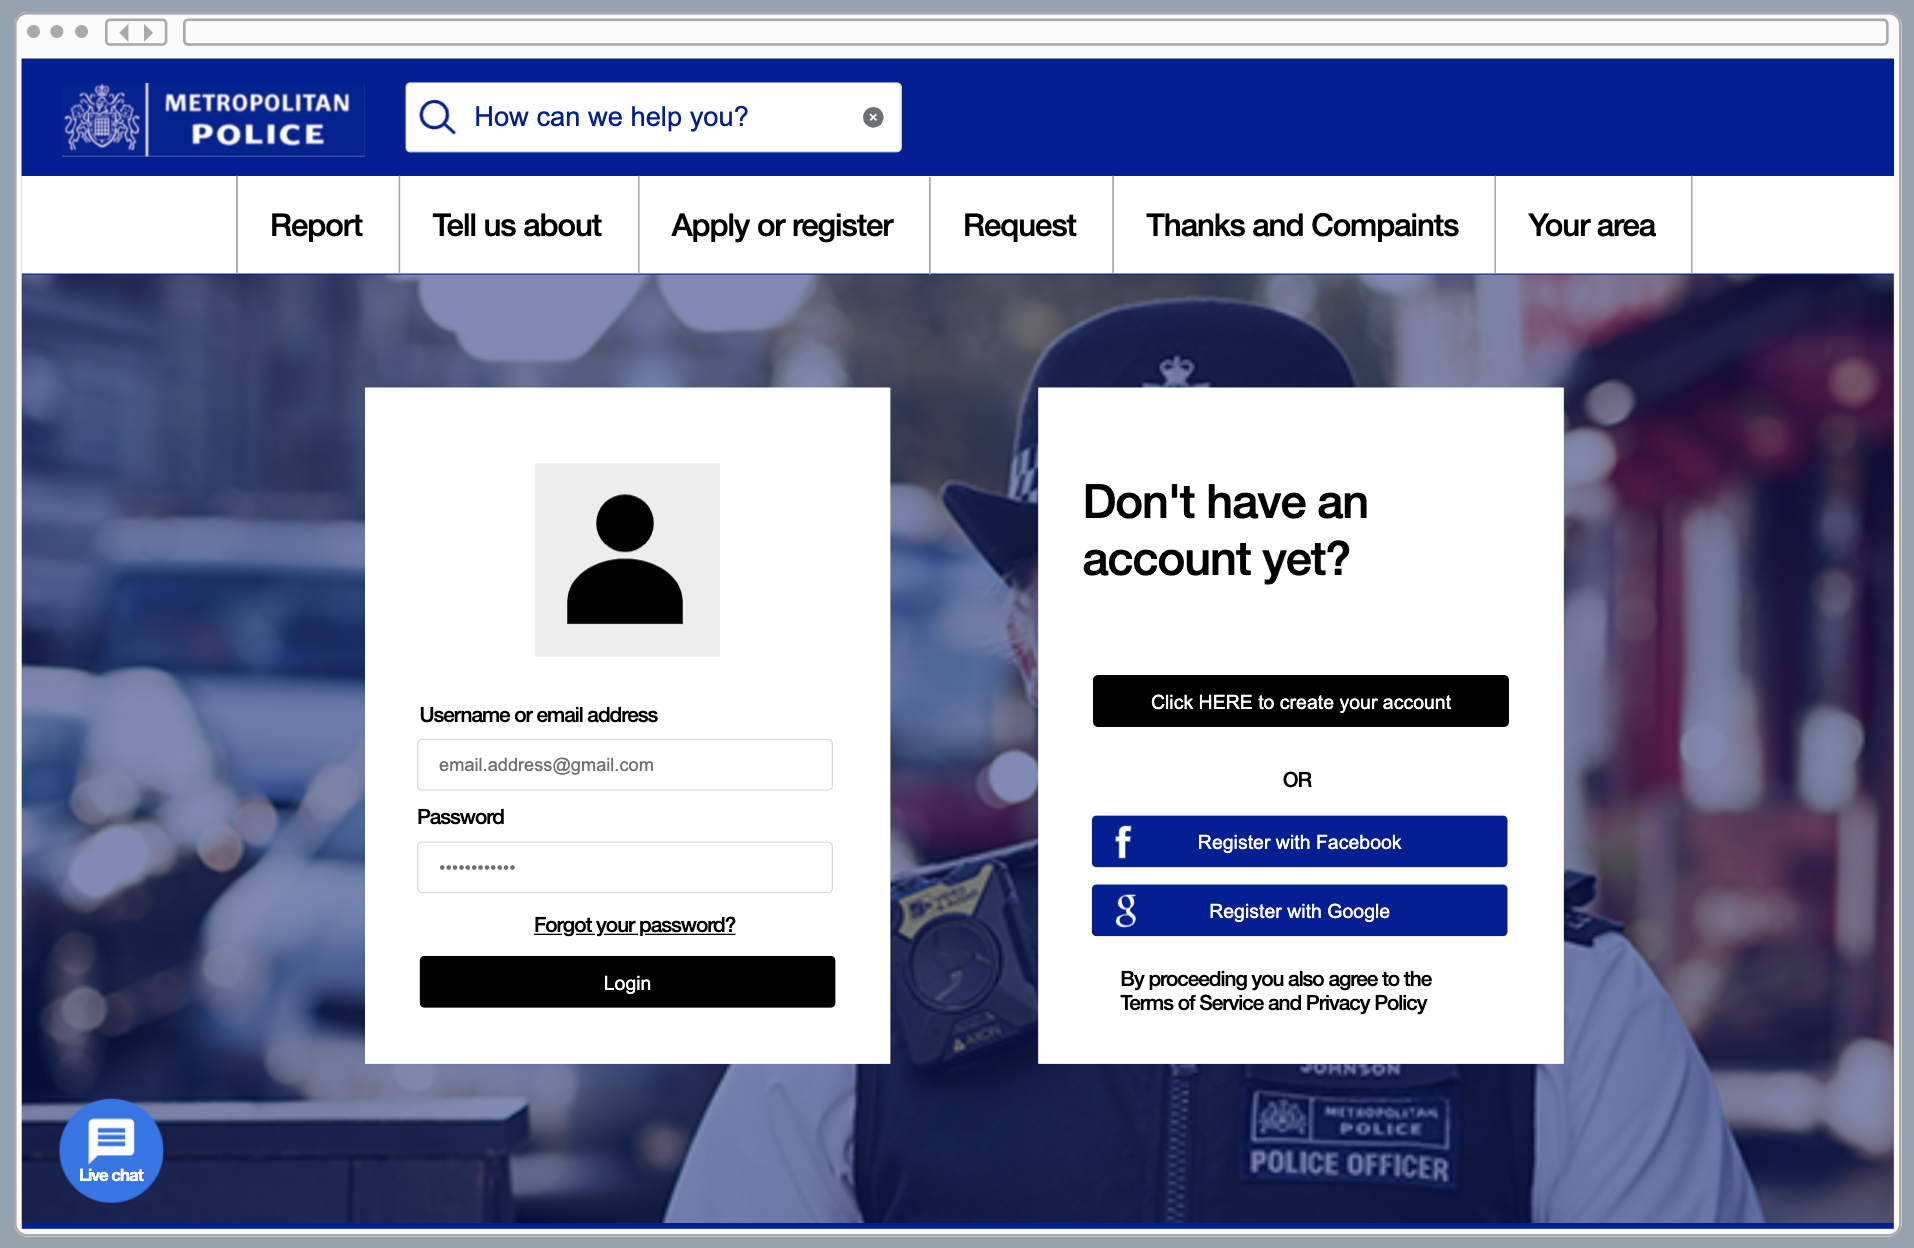 METROPOLITAN
POLICE
How can we help you?
Report
Tell us about
Apply or register
Request
Thanks and Compaints
Your area
Username or email address
email.address@gmail.com
Password
••••••••••••
Forgot your password?
Login
Don't have an
account yet?
Click HERE to create your account
OR
f
Register with Facebook
g
Register with Google
By proceeding you also agree to the
Terms of Service and Privacy Policy
AXON
JOHNSON
METROPOLITAN
POLICE
POLICE OFFICER
Live chat